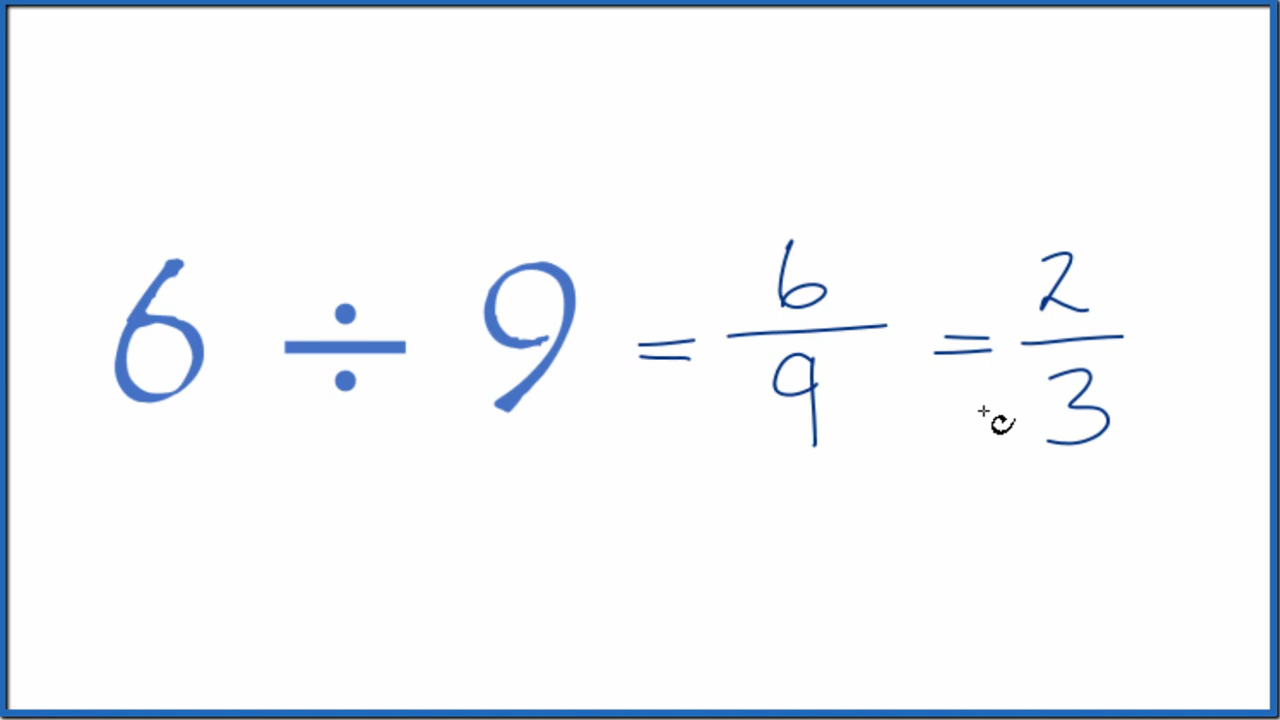 6 ÷ 9 = 6/9 = 2/3